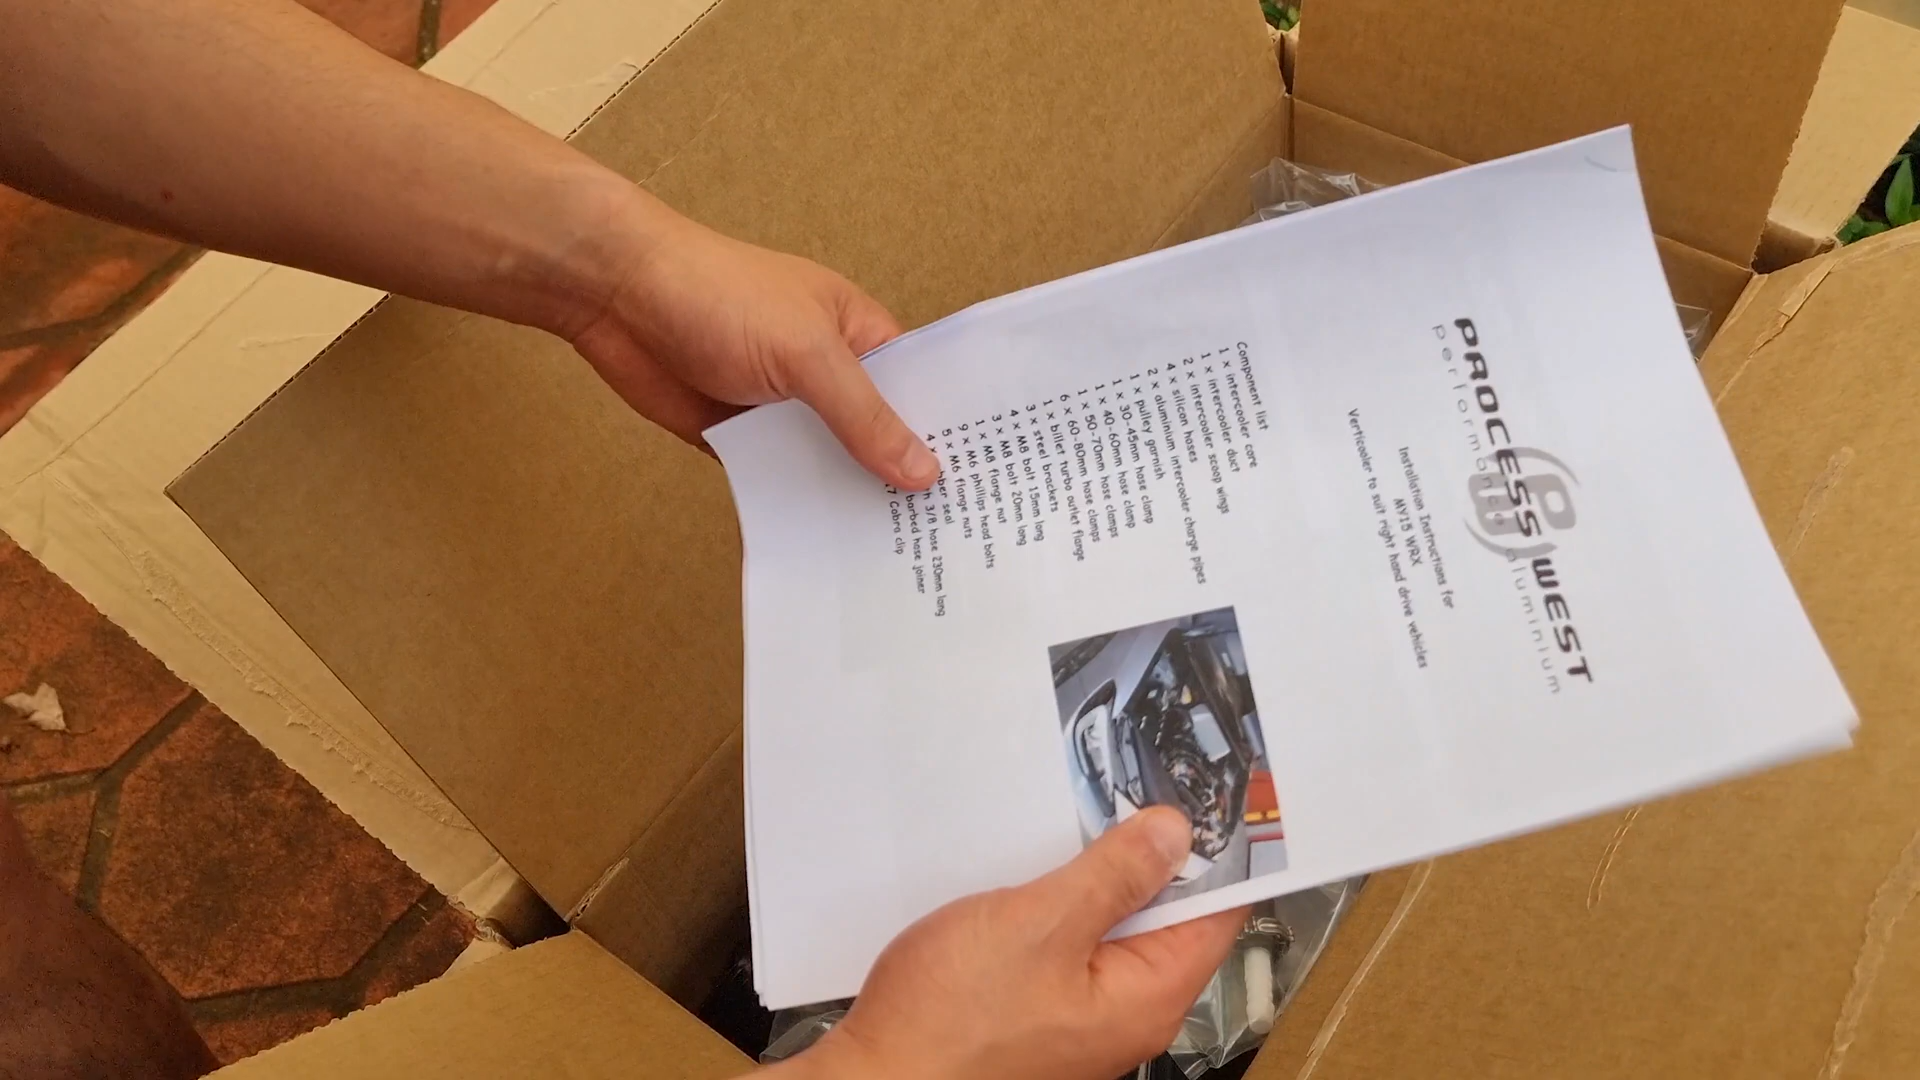 PROCESS WEST
performance aluminium
Installation Instructions for
MY15 WRX
Verticooler to suit right hand drive vehicles
Component list
1 x intercooler core
1 x intercooler duct
2 x intercooler scoop wings
4 x silicon hoses
2 x aluminium intercooler charge pipes
1 x pulley garnish
1 x 30-45mm hose clamp
1 x 40-60mm hose clamp
1 x 50-70mm hose clamps
6 x 60-80mm hose clamps
1 x billet turbo outlet flange
3 x steel brackets
4 x M8 bolt 15mm long
3 x M8 bolt 20mm long
1 x M8 flange nut
9 x M6 phillips head bolts
5 x M6 flange nuts
4 x
3/8 hose 230mm long
barbed hose joiner
Cobra clip